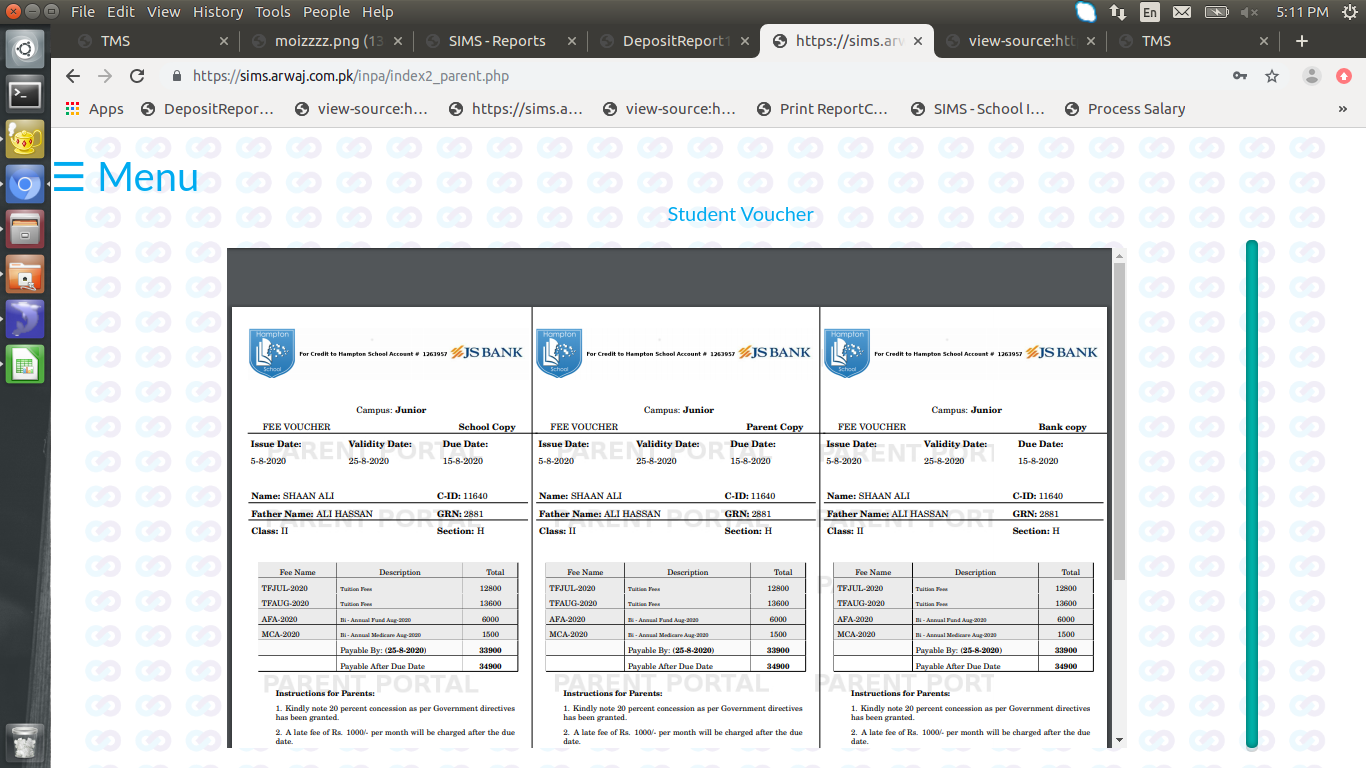 File Edit View History Tools People Help
En 5:11 PM
TMS
moizzzz.png (13
SIMS - Reports
DepositReport1
https://sims.arw
view-source:htt
TMS
https://sims.arwaj.com.pk/inpa/index2_parent.php
Apps DepositRepor... view-source:h... https://sims.a... view-source:h... Print ReportC... SIMS - School I... Process Salary »
☰ Menu
Student Voucher
Hampton School
For Credit to Hampton School Account # 1263957 JS BANK
Campus: Junior
FEE VOUCHER School Copy
Issue Date: Validity Date: Due Date:
PARENT PORTAL
5-8-2020 25-8-2020 15-8-2020
Name: SHAAN ALI C-ID: 11640
Father Name: ALI HASSAN GRN: 2881
PARENT PORTAL
Class: II Section: H
Fee Name Description Total
TFJUL-2020 Tuition Fees 12800
TFAUG-2020 Tuition Fees 13600
AFA-2020 Bi - Annual Fund Aug-2020 6000
MCA-2020 Bi - Annual Medicare Aug-2020 1500
Payable By: (25-8-2020) 33900
Payable After Due Date 34900
PARENT PORTAL
Instructions for Parents:
1. Kindly note 20 percent concession as per Government directives
has been granted.
2. A late fee of Rs. 1000/- per month will be charged after the due
date.
Hampton School
For Credit to Hampton School Account # 1263957 JS BANK
Campus: Junior
FEE VOUCHER Parent Copy
Issue Date: Validity Date: Due Date:
PARENT PORTAL
5-8-2020 25-8-2020 15-8-2020
Name: SHAAN ALI C-ID: 11640
Father Name: ALI HASSAN GRN: 2881
PARENT PORTAL
Class: II Section: H
Fee Name Description Total
TFJUL-2020 Tuition Fees 12800
TFAUG-2020 Tuition Fees 13600
AFA-2020 Bi - Annual Fund Aug-2020 6000
MCA-2020 Bi - Annual Medicare Aug-2020 1500
Payable By: (25-8-2020) 33900
Payable After Due Date 34900
PARENT PORTAL
Instructions for Parents:
1. Kindly note 20 percent concession as per Government directives
has been granted.
2. A late fee of Rs. 1000/- per month will be charged after the due
date.
Hampton School
For Credit to Hampton School Account # 1263957 JS BANK
Campus: Junior
FEE VOUCHER Bank copy
Issue Date: Validity Date: Due Date:
PARENT PORT
5-8-2020 25-8-2020 15-8-2020
Name: SHAAN ALI C-ID: 11640
Father Name: ALI HASSAN GRN: 2881
PARENT PORT
Class: II Section: H
Fee Name Description Total
TFJUL-2020 Tuition Fees 12800
TFAUG-2020 Tuition Fees 13600
AFA-2020 Bi - Annual Fund Aug-2020 6000
MCA-2020 Bi - Annual Medicare Aug-2020 1500
Payable By: (25-8-2020) 33900
Payable After Due Date 34900
PARENT PORT
Instructions for Parents:
1. Kindly note 20 percent concession as per Government directives
has been granted.
2. A late fee of Rs. 1000/- per month will be charged after the due
date.